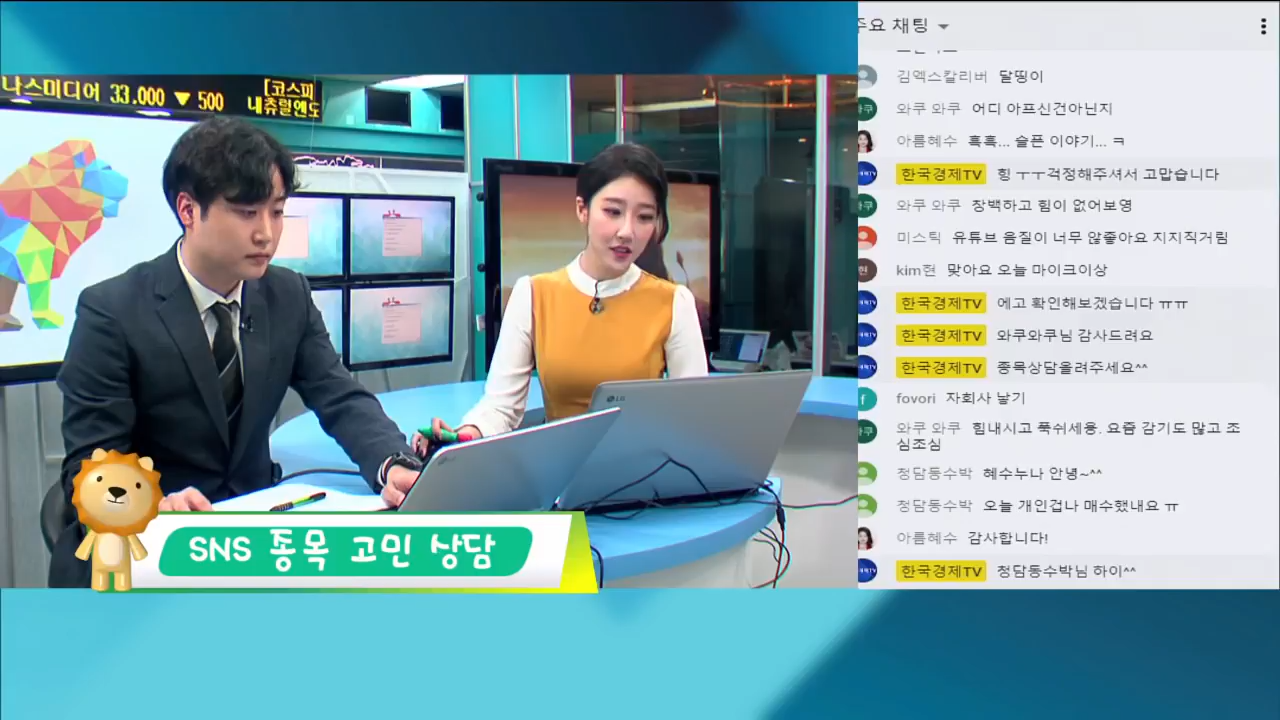 나스미디어 33.000 ▼ 500
[코스피
내츄럴엔도
LG
SNS 종목 고민 상담
주요 채팅
김엑스칼리버 달띵이
와쿠 와쿠 어디 아프신건아닌지
아름혜수 흑흑... 슬픈 이야기... ㅋ
한국경제TV 힝 ㅜㅜ걱정해주셔서 고맙습니다
와쿠 와쿠 창백하고 힘이 없어보영
미스틱 유튜브 음질이 너무 않좋아요 지지직거림
kim현 맞아요 오늘 마이크이상
한국경제TV 에고 확인해보겠습니다 ㅠㅠ
한국경제TV 와쿠와쿠님 감사드려요
한국경제TV 종목상담올려주세요^^
fovori 자회사 낳기
와쿠 와쿠 힘내시고 푹쉬세용. 요즘 감기도 많고 조
심조심
청담동수박 혜수누나 안녕~^^
청담동수박 오늘 개인겁나 매수했내요 ㅠ
아름혜수 감사합니다!
한국경제TV 청담동수박님 하이^^